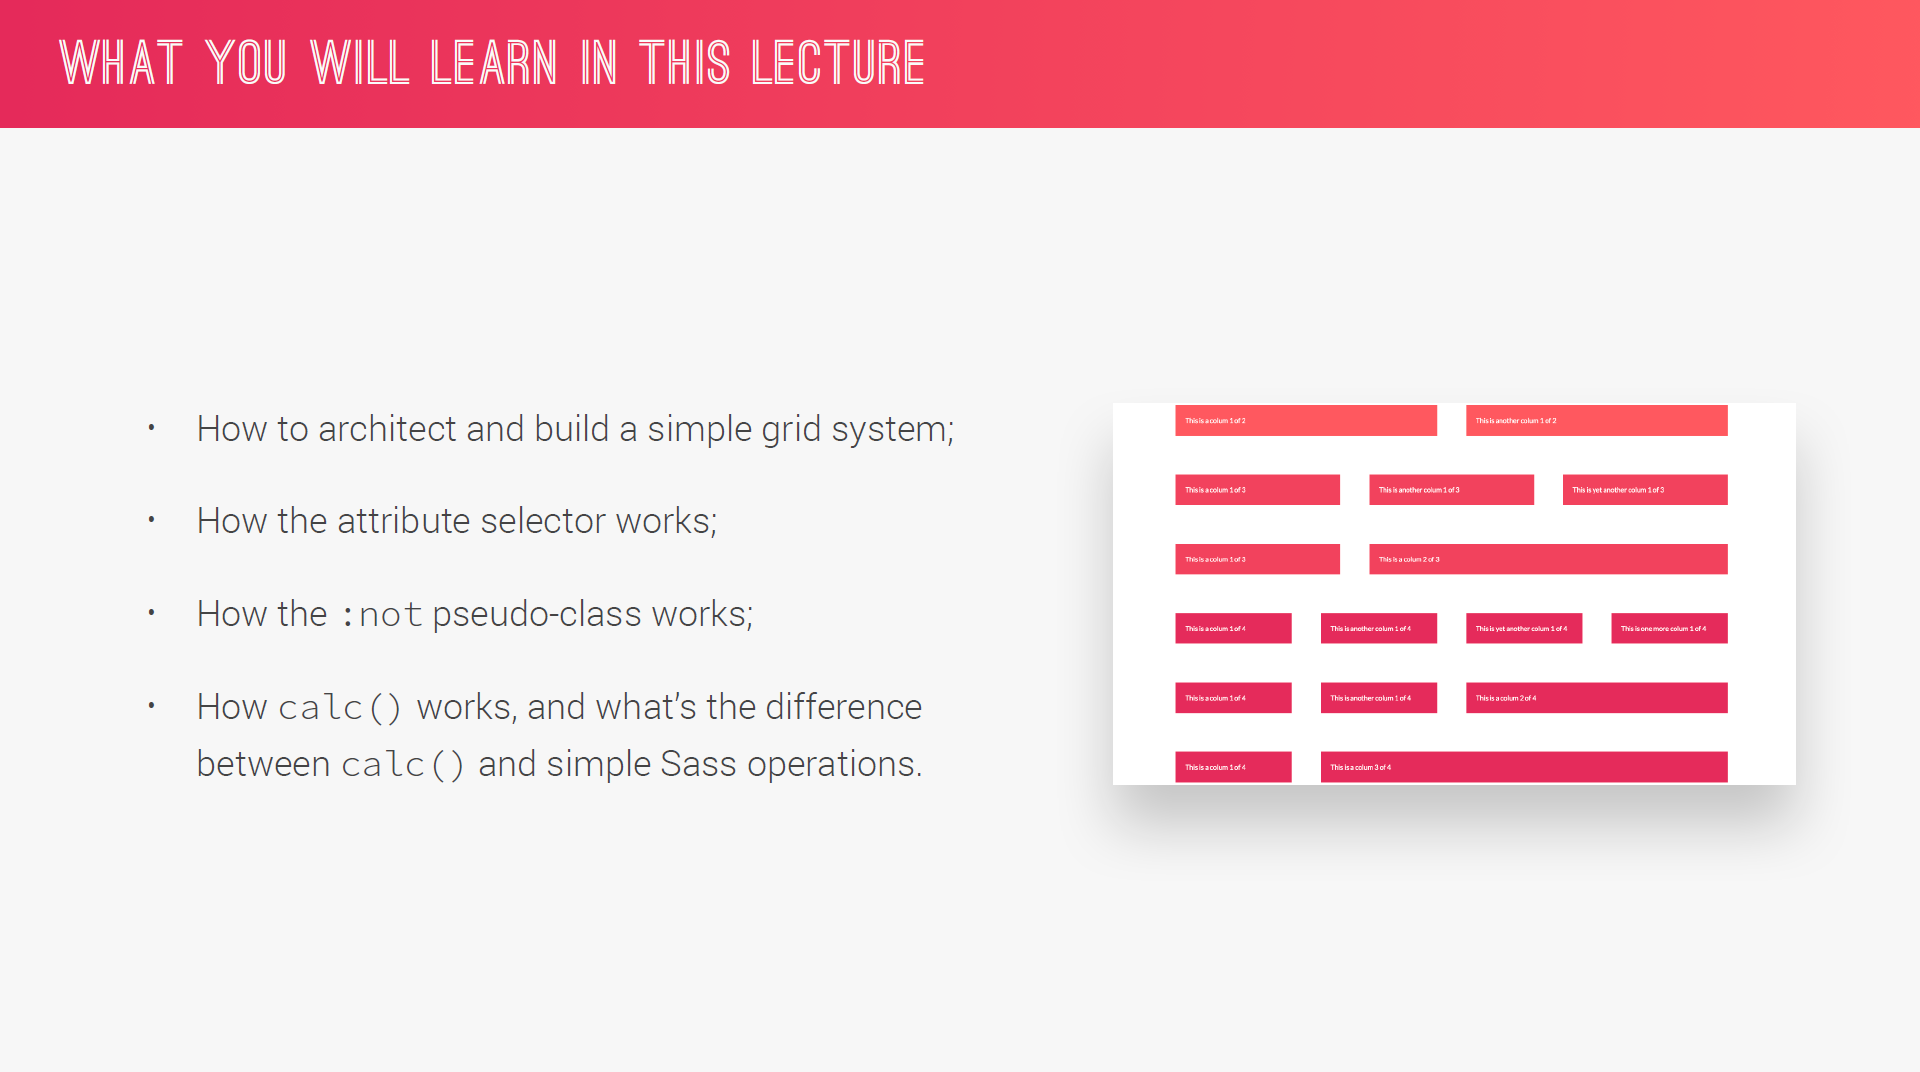 WHAT YOU WILL LEARN IN THIS LECTURE
• How to architect and build a simple grid system;
• How the attribute selector works;
• How the :not pseudo-class works;
• How calc() works, and what’s the difference
between calc() and simple Sass operations.
This is a colum 1 of 2
This is another colum 1 of 2
This is a colum 1 of 3
This is another colum 1 of 3
This is yet another colum 1 of 3
This is a colum 1 of 3
This is a colum 2 of 3
This is a colum 1 of 4
This is another colum 1 of 4
This is yet another colum 1 of 4
This is one more colum 1 of 4
This is a colum 1 of 4
This is another colum 1 of 4
This is a colum 2 of 4
This is a colum 1 of 4
This is a colum 3 of 4